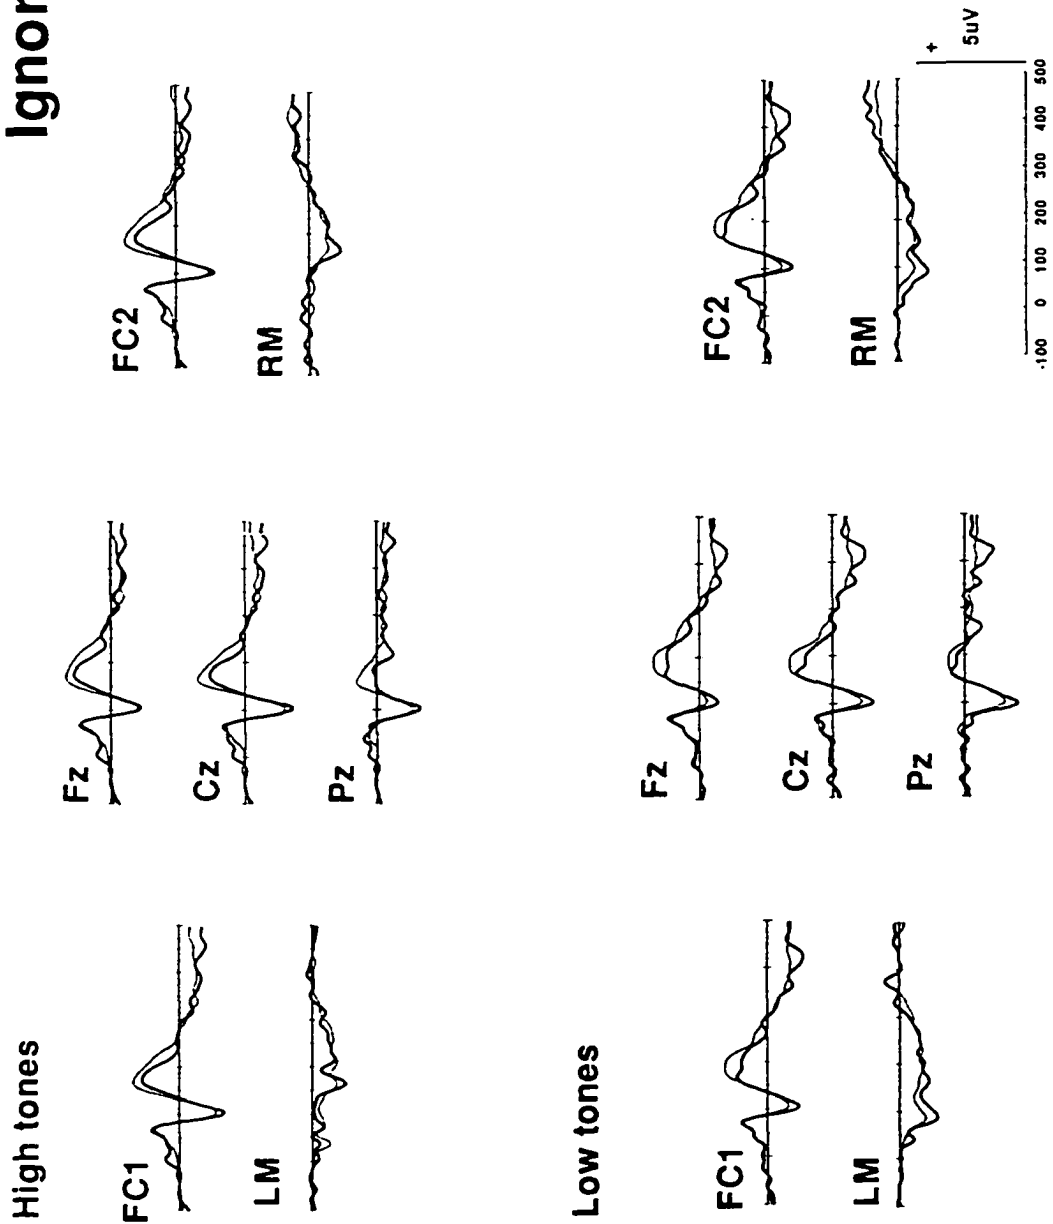 Ignor
High tones
Fz
FC1
FC2
Cz
LM
RM
Pz
Low tones
Fz
FC1
FC2
Cz
LM
RM
Pz
+
5uV
-100 0 100 200 300 400 500